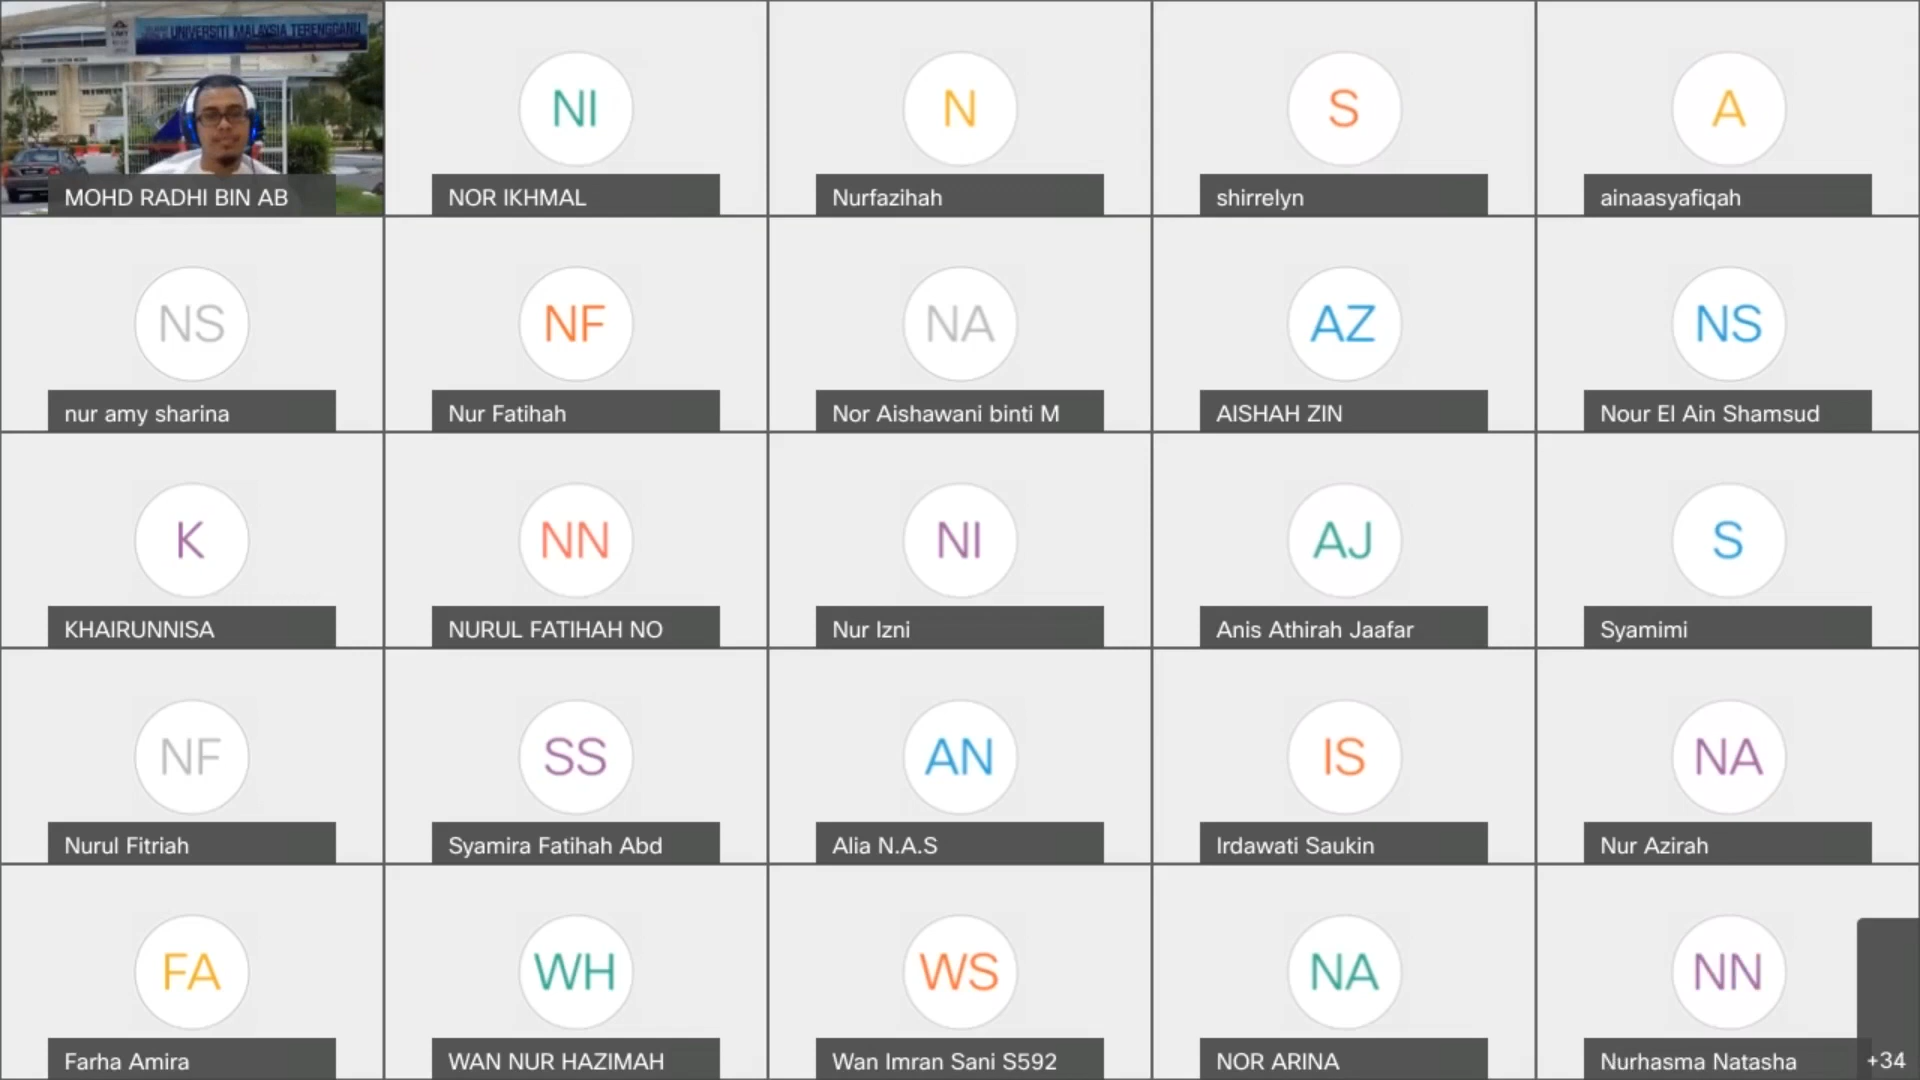 UNIVERSITI MALAYSIA TERENGGANU
MOHD RADHI BIN AB
NI
NOR IKHMAL
N
Nurfazihah
S
shirrelyn
A
ainaasyafiqah
NS
nur amy sharina
NF
Nur Fatihah
NA
Nor Aishawani binti M
AZ
AISHAH ZIN
NS
Nour El Ain Shamsud
K
KHAIRUNNISA
NN
NURUL FATIHAH NO
NI
Nur Izni
AJ
Anis Athirah Jaafar
S
Syamimi
NF
Nurul Fitriah
SS
Syamira Fatihah Abd
AN
Alia N.A.S
IS
Irdawati Saukin
NA
Nur Azirah
FA
Farha Amira
WH
WAN NUR HAZIMAH
WS
Wan Imran Sani S592
NA
NOR ARINA
NN
Nurhasma Natasha
+34